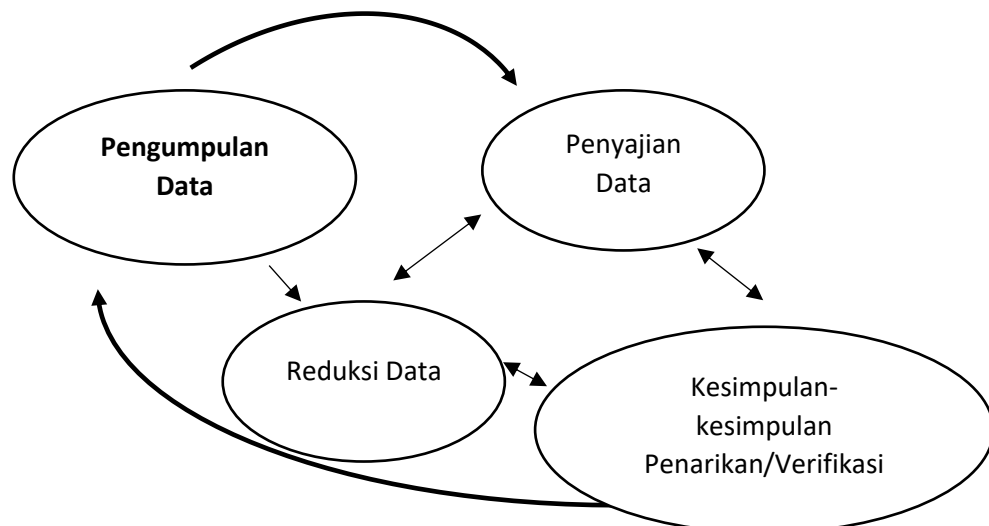 Pengumpulan
Data
Penyajian
Data
Reduksi Data
Kesimpulan-
kesimpulan
Penarikan/Verifikasi